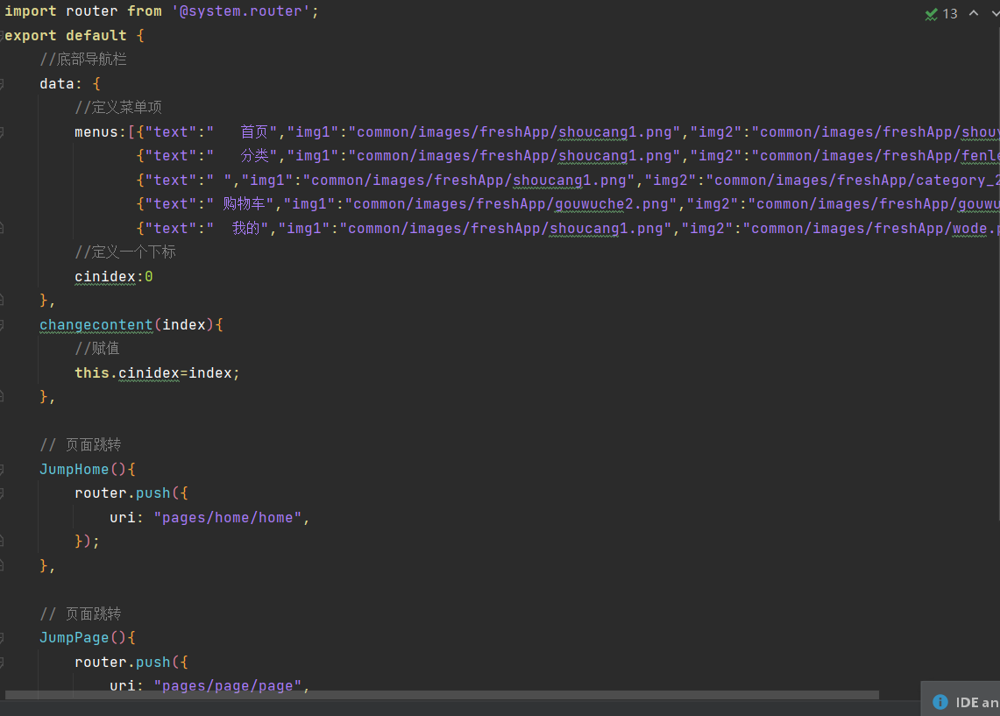 import router from '@system.router';
13
export default {
//底部导航栏
data: {
//定义菜单项
menus:[{"text":"   首页","img1":"common/images/freshApp/shoucang1.png","img2":"common/images/freshApp/shouy
{"text":"   分类","img1":"common/images/freshApp/shoucang1.png","img2":"common/images/freshApp/fenle
{"text":" ","img1":"common/images/freshApp/shoucang1.png","img2":"common/images/freshApp/category_2
{"text":" 购物车","img1":"common/images/freshApp/gouwuche2.png","img2":"common/images/freshApp/gouwu
{"text":"  我的","img1":"common/images/freshApp/shoucang1.png","img2":"common/images/freshApp/wode.p
//定义一个下标
cinidex:0
},
changecontent(index){
//赋值
this.cinidex=index;
},
// 页面跳转
JumpHome(){
router.push({
uri: "pages/home/home",
});
},
// 页面跳转
JumpPage(){
router.push({
uri: "pages/page/page",
IDE an